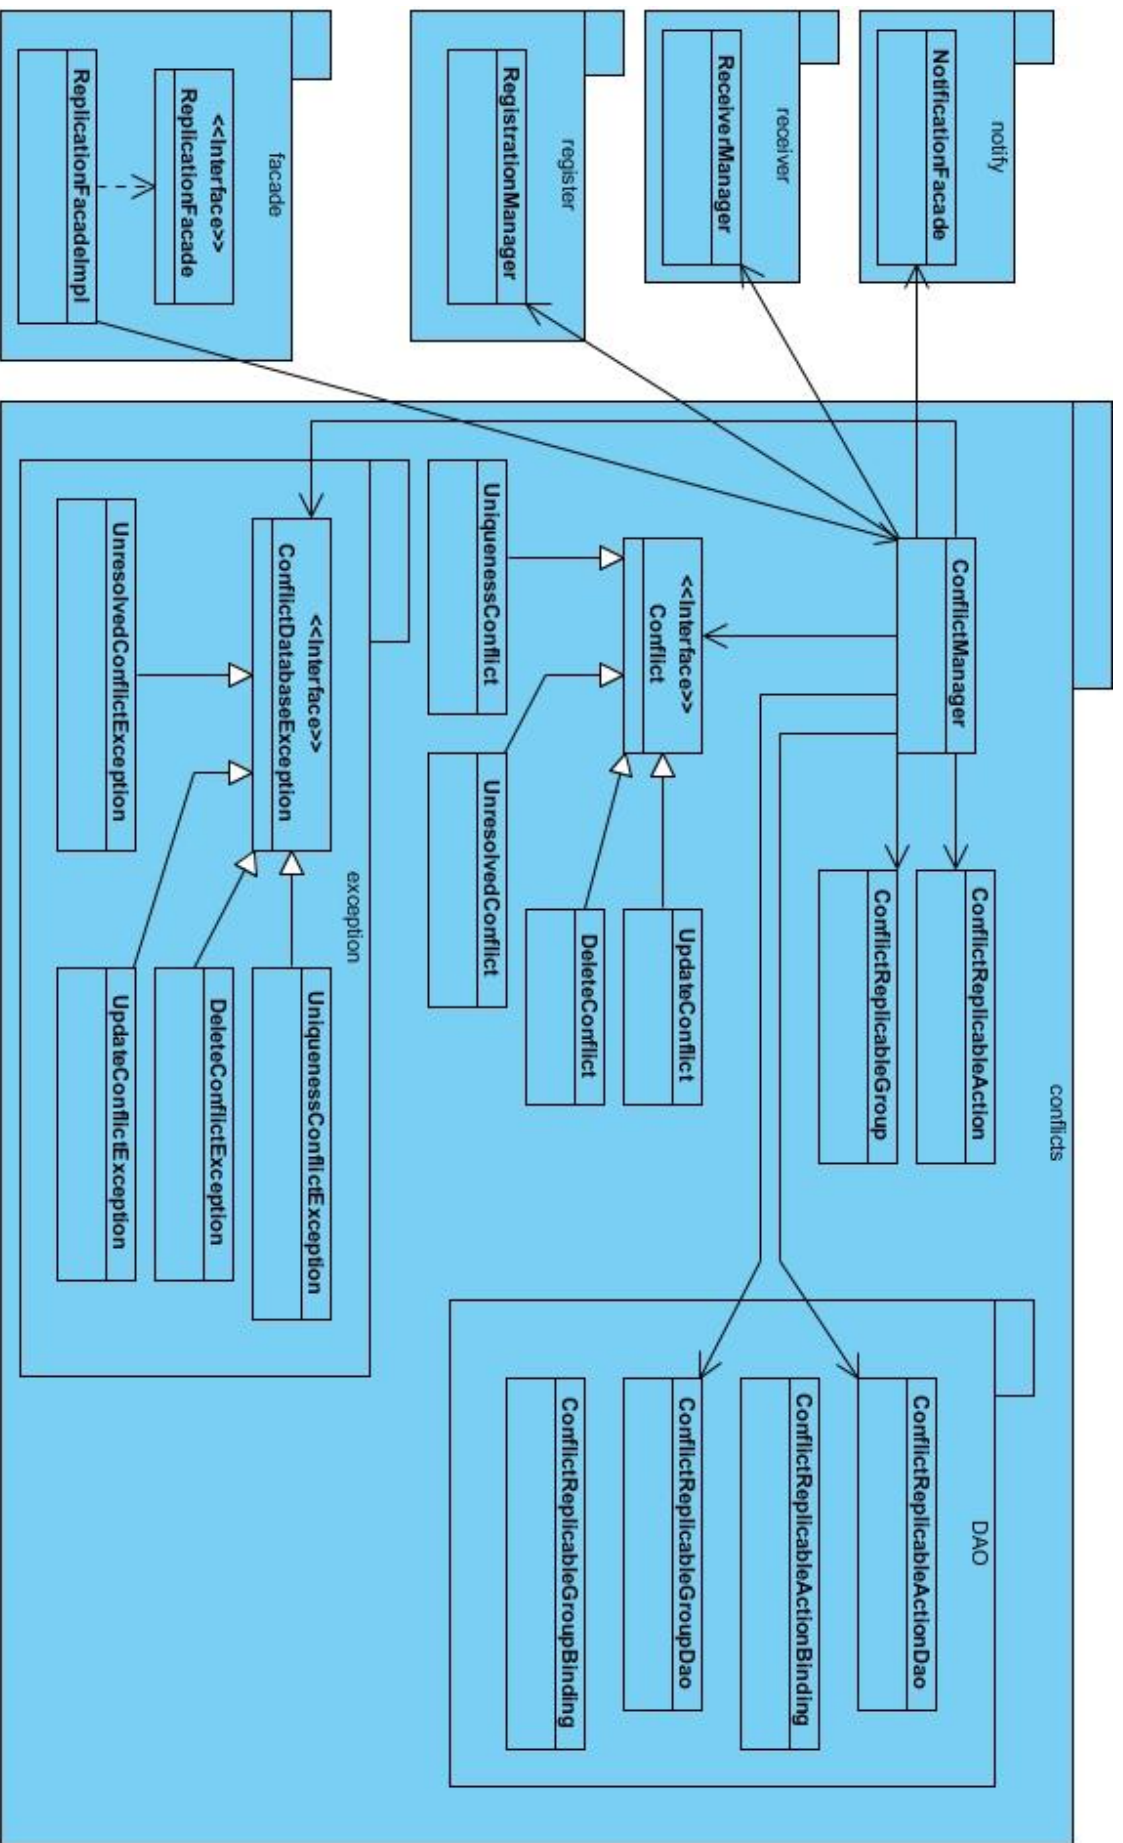 notify
NotificationFacade
receiver
ReceiverManager
register
RegistrationManager
facade
<<Interface>>
ReplicationFacade
ReplicationFacadeImpl
conflicts
ConflictManager
ConflictReplicableAction
ConflictReplicableGroup
<<Interface>>
Conflict
UpdateConflict
DeleteConflict
UniquenessConflict
UnresolvedConflict
exception
<<Interface>>
ConflictDatabaseException
UniquenessConflictException
DeleteConflictException
UnresolvedConflictException
UpdateConflictException
DAO
ConflictReplicableActionDao
ConflictReplicableActionBinding
ConflictReplicableGroupDao
ConflictReplicableGroupBinding